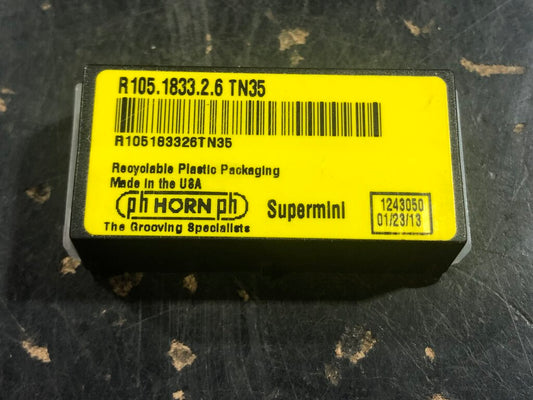 R105.1833.2.6 TN35
R105183326TN35
Recyclable Plastic Packaging
Made in the USA
ph HORN ph Supermini
The Grooving Specialists
1243050
01/23/13